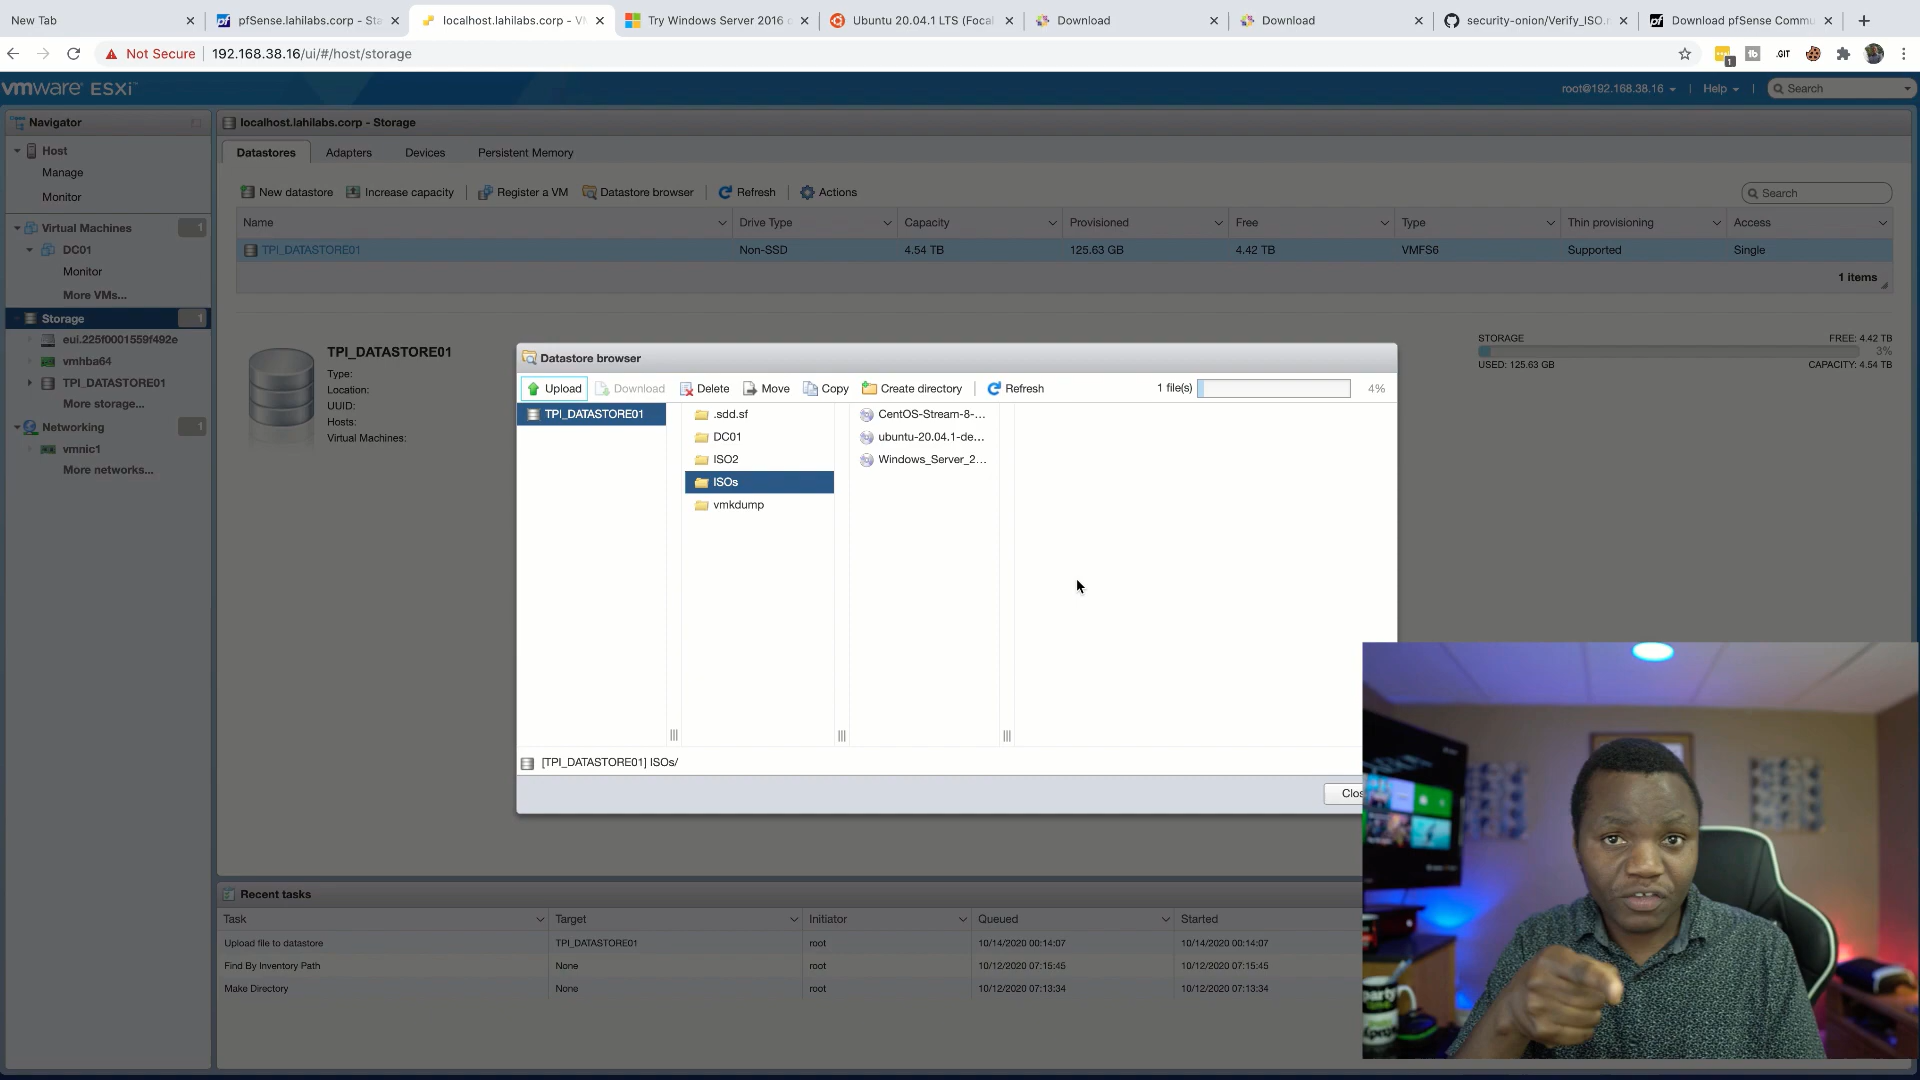 New Tab
pfSense.lahilabs.corp - Sta
localhost.lahilabs.corp - VM
Try Windows Server 2016 o
Ubuntu 20.04.1 LTS (Focal
Download
Download
security-onion/Verify_ISO.m
Download pfSense Commu
Not Secure
192.168.38.16/ui/#/host/storage
.GIT
1
vmware ESXi
root@192.168.38.16
Help
Search
Navigator
Host
Manage
Monitor
Virtual Machines 1
DC01
Monitor
More VMs...
Storage 1
eui.225f0001559f492e
vmhba64
TPI_DATASTORE01
More storage...
Networking 1
vmnic1
More networks...
localhost.lahilabs.corp - Storage
Datastores Adapters Devices Persistent Memory
New datastore Increase capacity Register a VM Datastore browser Refresh Actions Search
Name Drive Type Capacity Provisioned Free Type Thin provisioning Access
TPI_DATASTORE01 Non-SSD 4.54 TB 125.63 GB 4.42 TB VMFS6 Supported Single
1 items
TPI_DATASTORE01
Type:
Location:
UUID:
Hosts:
Virtual Machines:
STORAGE FREE: 4.42 TB
3%
USED: 125.63 GB CAPACITY: 4.54 TB
Datastore browser
Upload Download Delete Move Copy Create directory Refresh 1 file(s) 4%
TPI_DATASTORE01
.sdd.sf
DC01
ISO2
ISOs
vmkdump
CentOS-Stream-8-...
ubuntu-20.04.1-de...
Windows_Server_2...
[TPI_DATASTORE01] ISOs/
Clos
Recent tasks
Task Target Initiator Queued Started
Upload file to datastore TPI_DATASTORE01 root 10/14/2020 00:14:07 10/14/2020 00:14:07
Find By Inventory Path None root 10/12/2020 07:15:45 10/12/2020 07:15:45
Make Directory None root 10/12/2020 07:13:34 10/12/2020 07:13:34